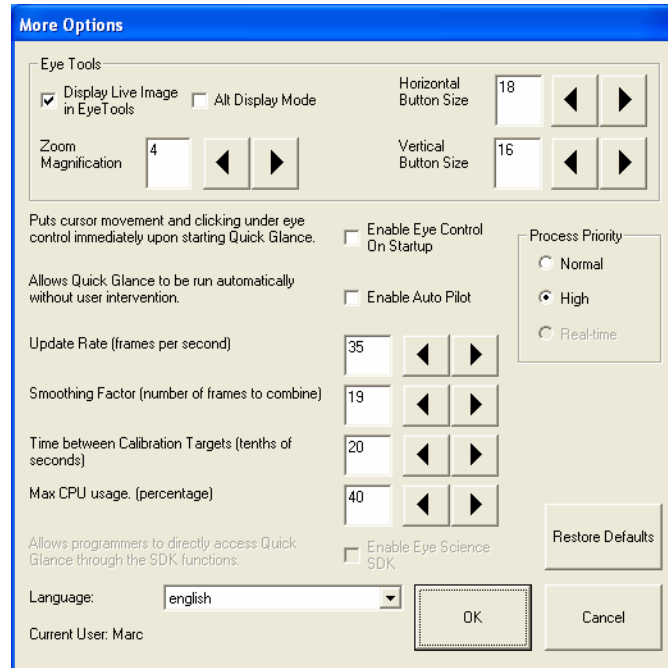 More Options
Eye Tools
Display Live Image
in EyeTools
Alt Display Mode
Horizontal
Button Size
18
Zoom
Magnification
4
Vertical
Button Size
16
Puts cursor movement and clicking under eye
control immediately upon starting Quick Glance.
Enable Eye Control
On Startup
Process Priority
Normal
Allows Quick Glance to be run automatically
without user intervention.
Enable Auto Pilot
High
Real-time
Update Rate (frames per second)
35
Smoothing Factor (number of frames to combine)
19
Time between Calibration Targets (tenths of
seconds)
20
Max CPU usage. (percentage)
40
Allows programmers to directly access Quick
Glance through the SDK functions.
Enable Eye Science
SDK
Restore Defaults
Language:
english
OK
Cancel
Current User: Marc